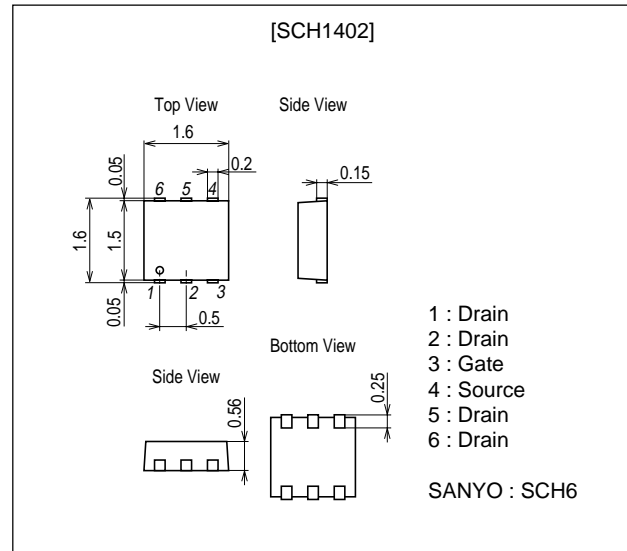 [SCH1402]
Top View
Side View
1.6
0.2
0.15
0.05
6 5 4
1.6
1.5
0.05
1 2 3
0.5
1 : Drain
2 : Drain
3 : Gate
4 : Source
5 : Drain
6 : Drain
SANYO : SCH6
Bottom View
0.25
Side View
0.56